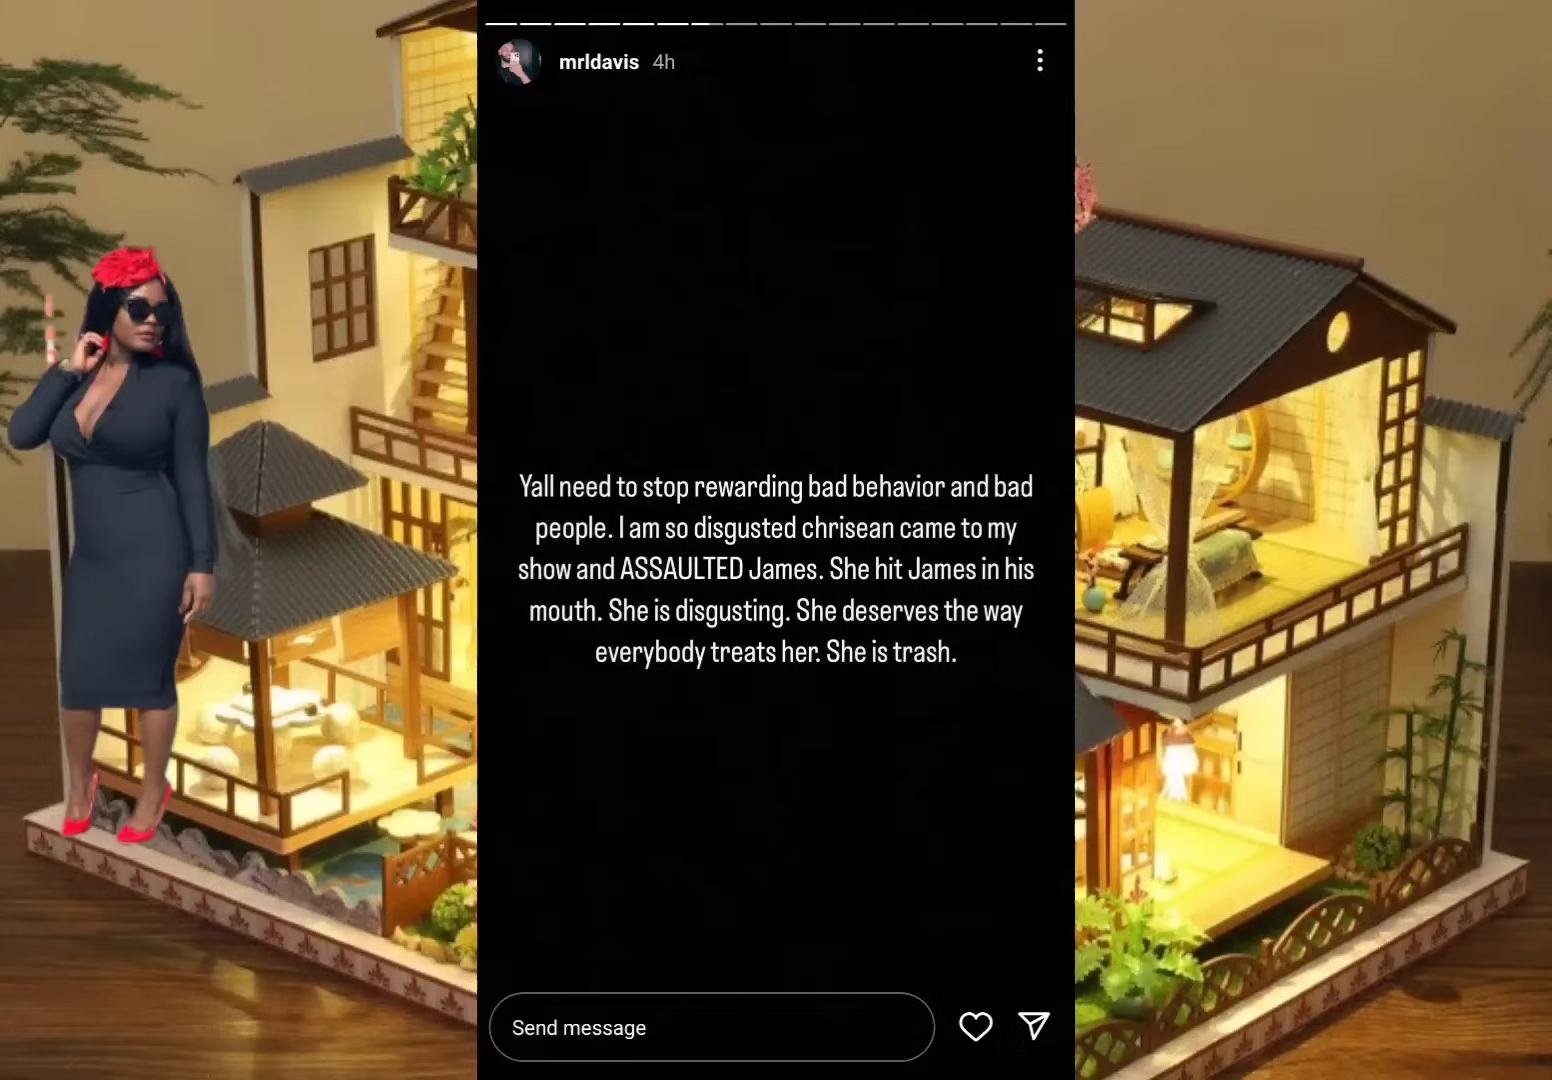 mrldavis 4h
Yall need to stop rewarding bad behavior and bad
people. I am so disgusted chrisean came to my
show and ASSAULTED James. She hit James in his
mouth. She is disgusting. She deserves the way
everybody treats her. She is trash.
Send message